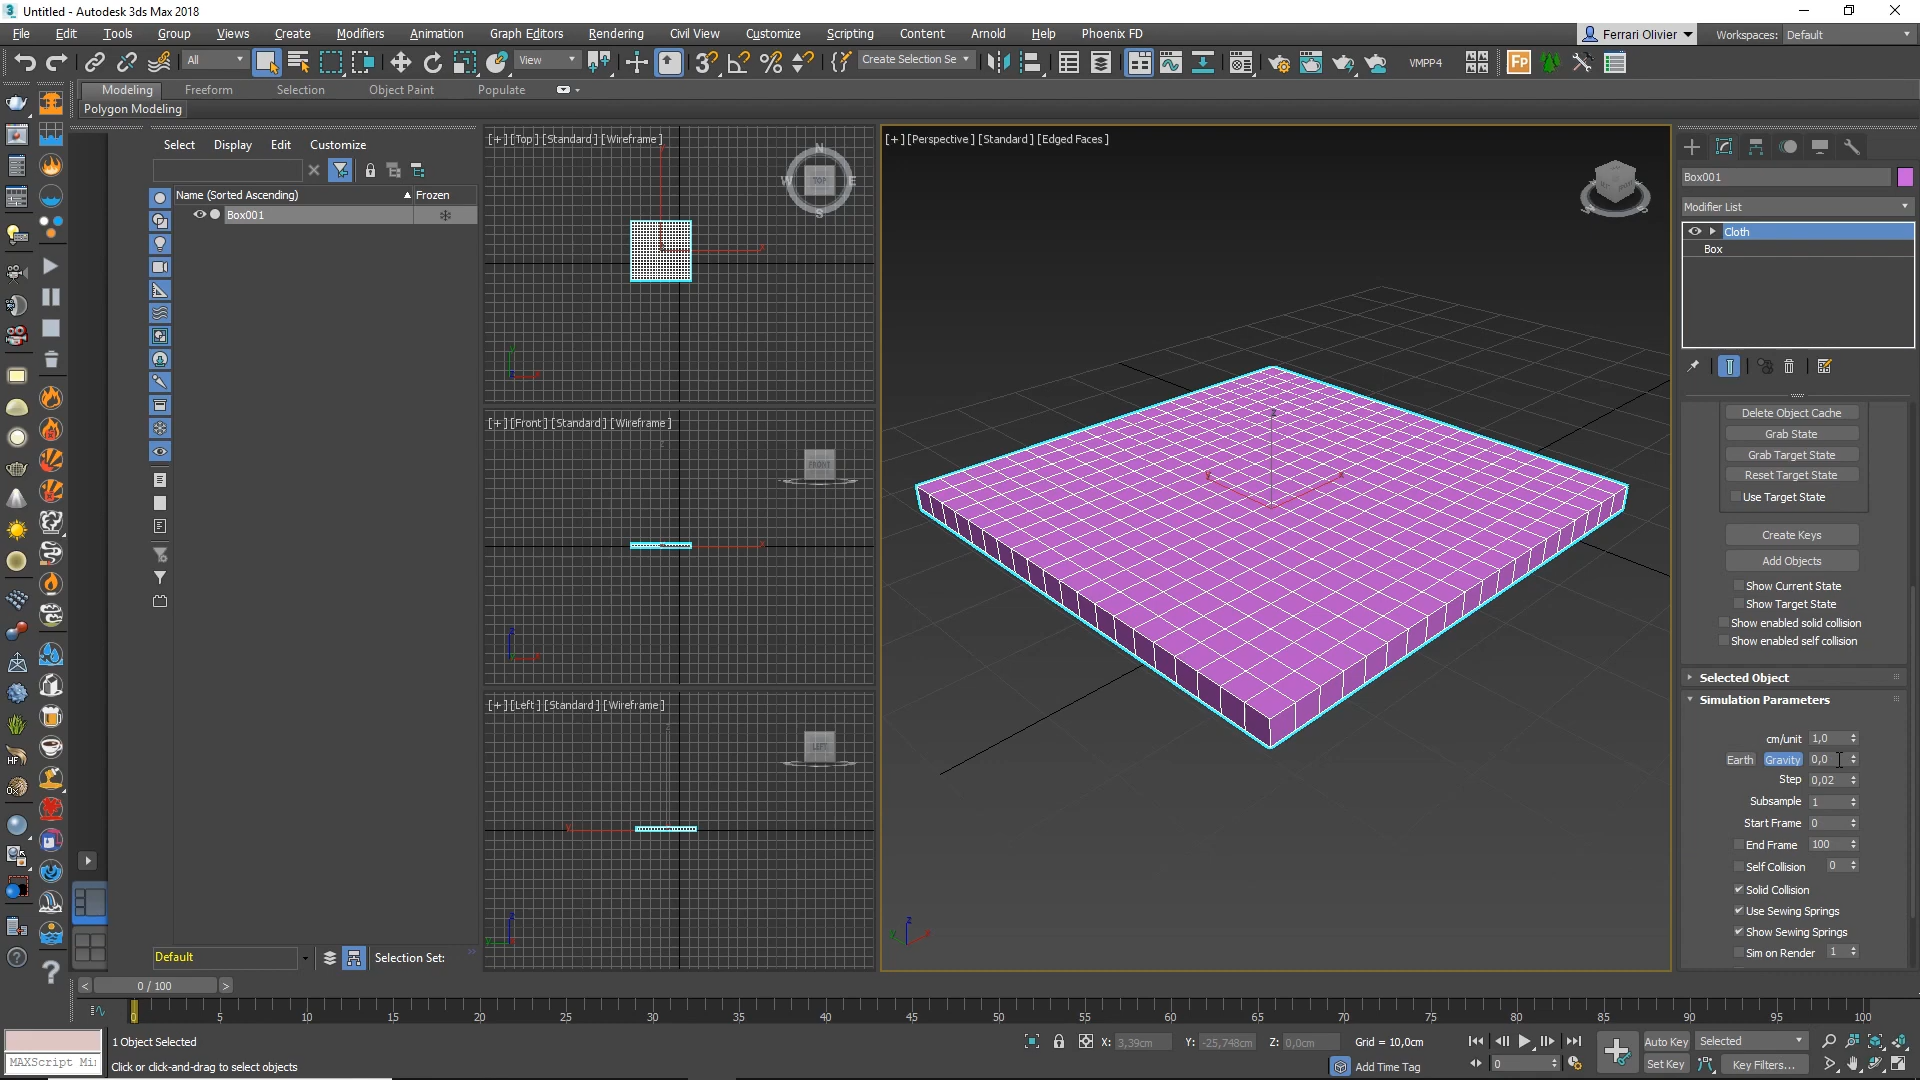 Untitled - Autodesk 3ds Max 2018
File Edit Tools Group Views Create Modifiers Animation Graph Editors Rendering Civil View Customize Scripting Content Arnold Help Phoenix FD Ferrari Olivier Workspaces: Default
All View Create Selection Se VMPP4 Fp
Modeling Freeform Selection Object Paint Populate
Polygon Modeling
Select Display Edit Customize
Name (Sorted Ascending) Frozen
Box001
Default Selection Set:
[+] [Top] [Standard] [Wireframe]
N
W TOP E
S
[+] [Front] [Standard] [Wireframe]
FRONT
[+] [Left] [Standard] [Wireframe]
LEFT
[+] [Perspective] [Standard] [Edged Faces]
Box001
Modifier List
Cloth
Box
Delete Object Cache
Grab State
Grab Target State
Reset Target State
Use Target State
Create Keys
Add Objects
Show Current State
Show Target State
Show enabled solid collision
Show enabled self collision
Selected Object
Simulation Parameters
cm/unit 1,0
Earth Gravity 0,0
Step 0,02
Subsample 1
Start Frame 0
End Frame 100
Self Collision 0
Solid Collision
Use Sewing Springs
Show Sewing Springs
Sim on Render 1
< 0 / 100 >
0 5 10 15 20 25 30 35 40 45 50 55 60 65 70 75 80 85 90 95 100
1 Object Selected X: 3,39cm Y: -25,748cm Z: 0,0cm Grid = 10,0cm Auto Key Selected
MAXScript Mi Click or click-and-drag to select objects Add Time Tag 0 Set Key Key Filters...